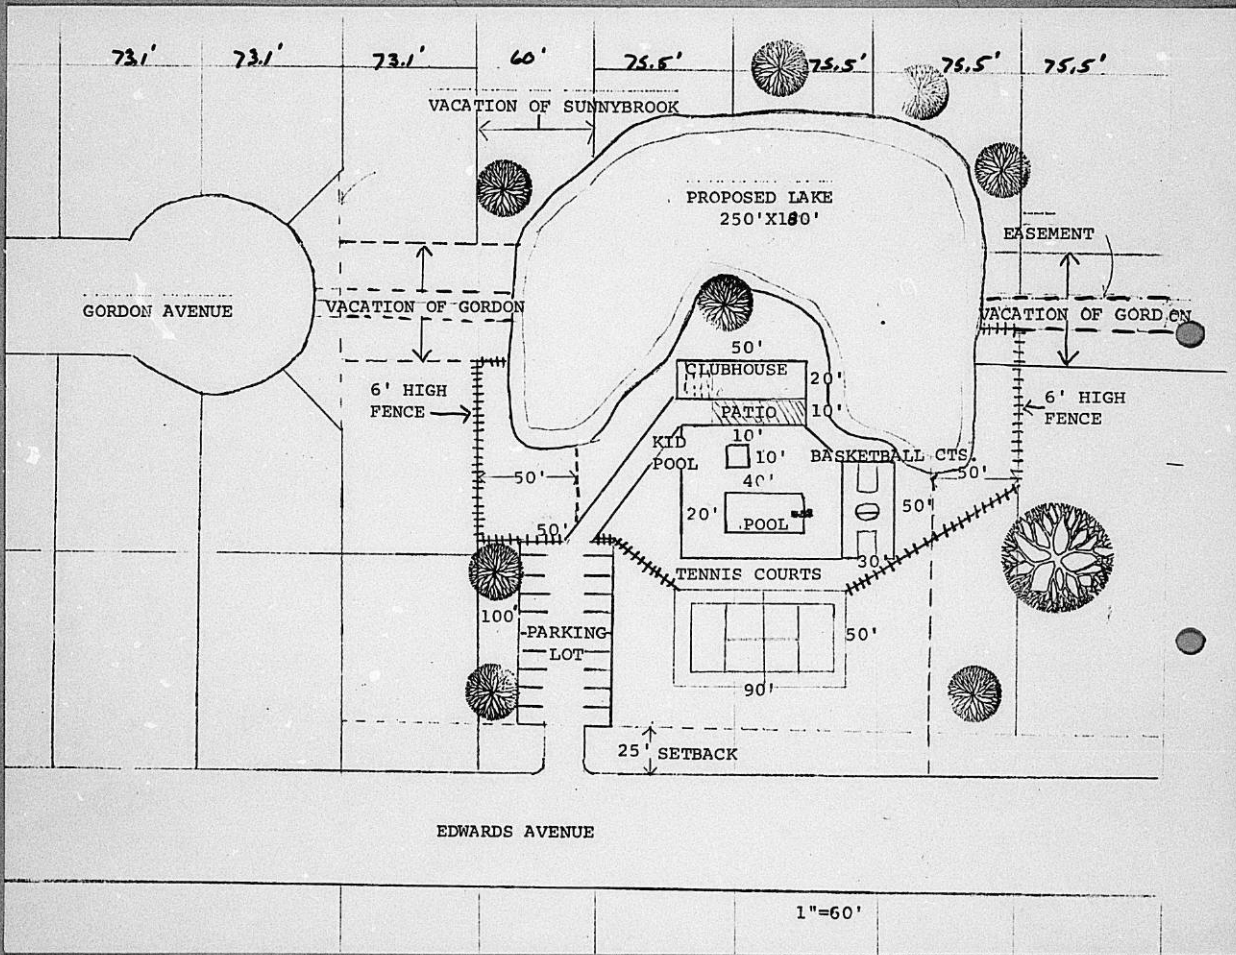 73.1' 73.1' 73.1' 60' 75.5' 75.5' 75.5' 75.5'
VACATION OF SUNNYBROOK
PROPOSED LAKE
250'X180'
EASEMENT
GORDON AVENUE
VACATION OF GORDON
VACATION OF GORDON
50'
CLUBHOUSE
20'
6' HIGH
FENCE
PATIO
10'
6' HIGH
FENCE
KID
POOL
10'
10'
BASKETBALL CTS.
50'
40'
50'
20'
POOL
50'
50'
30'
TENNIS COURTS
100'
PARKING
LOT
50'
90'
25' SETBACK
EDWARDS AVENUE
1"=60'